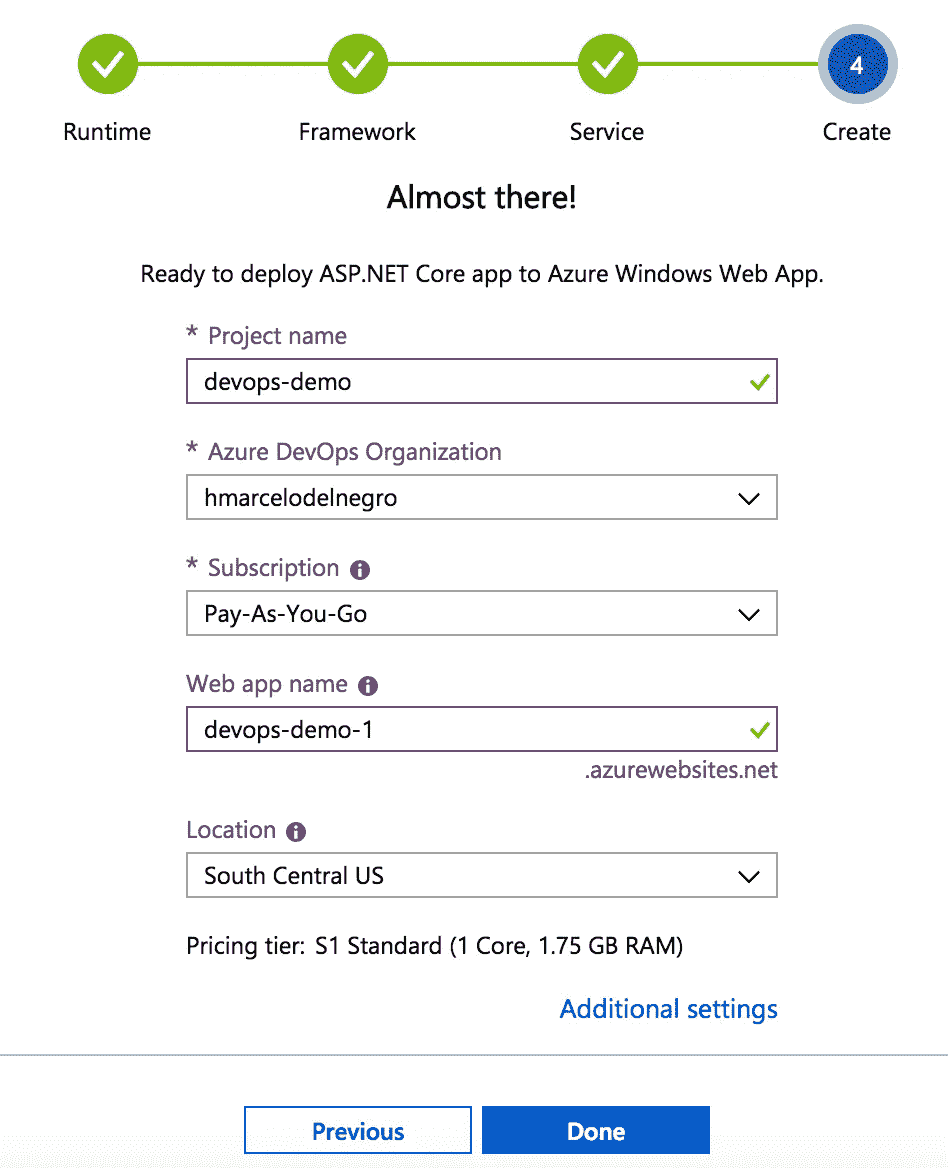 4
Runtime Framework Service Create
Almost there!
Ready to deploy ASP.NET Core app to Azure Windows Web App.
* Project name
devops-demo
* Azure DevOps Organization
hmarcelodelnegro
* Subscription
Pay-As-You-Go
Web app name
devops-demo-1
.azurewebsites.net
Location
South Central US
Pricing tier: S1 Standard (1 Core, 1.75 GB RAM)
Additional settings
Previous Done